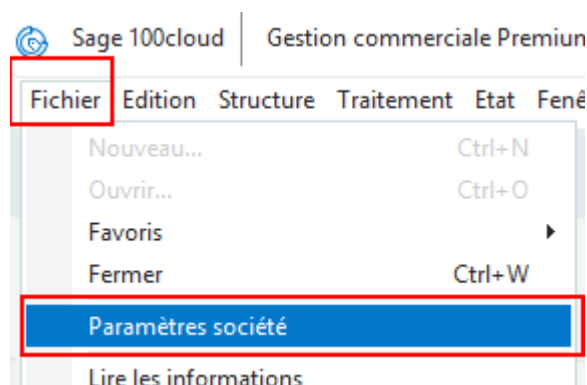 Sage 100cloud Gestion commerciale Premium
Fichier Edition Structure Traitement Etat Fenê
Nouveau... Ctrl+N
Ouvrir... Ctrl+O
Favoris
Fermer Ctrl+W
Paramètres société
Lire les informations